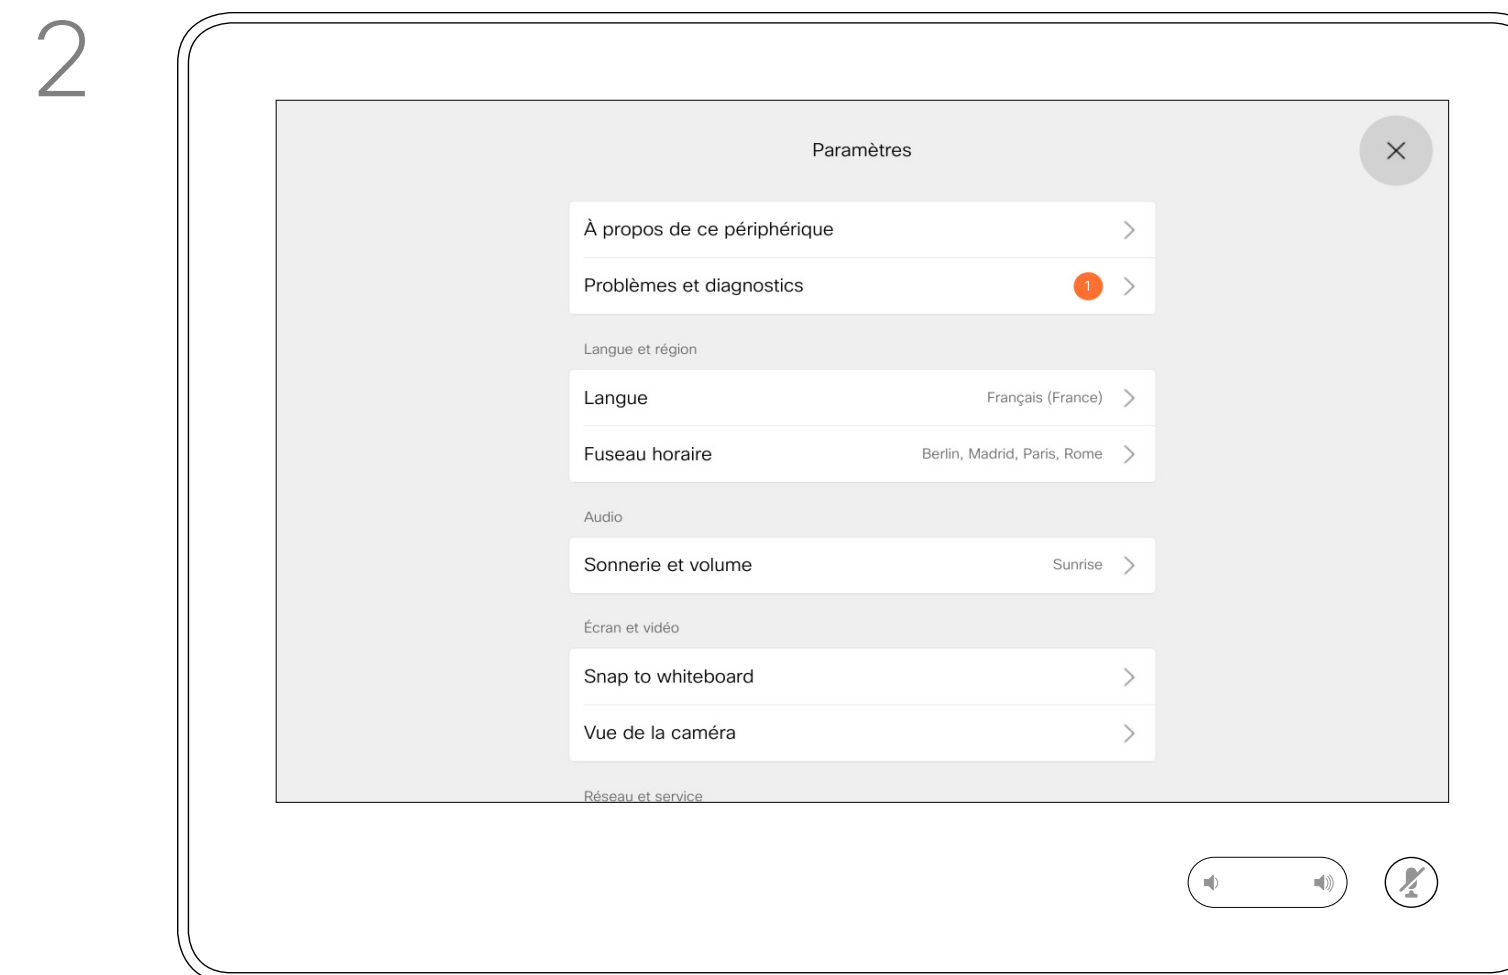 2
Paramètres
À propos de ce périphérique
Problèmes et diagnostics 1
Langue et région
Langue Français (France)
Fuseau horaire Berlin, Madrid, Paris, Rome
Audio
Sonnerie et volume Sunrise
Écran et vidéo
Snap to whiteboard
Vue de la caméra
Réseau et service